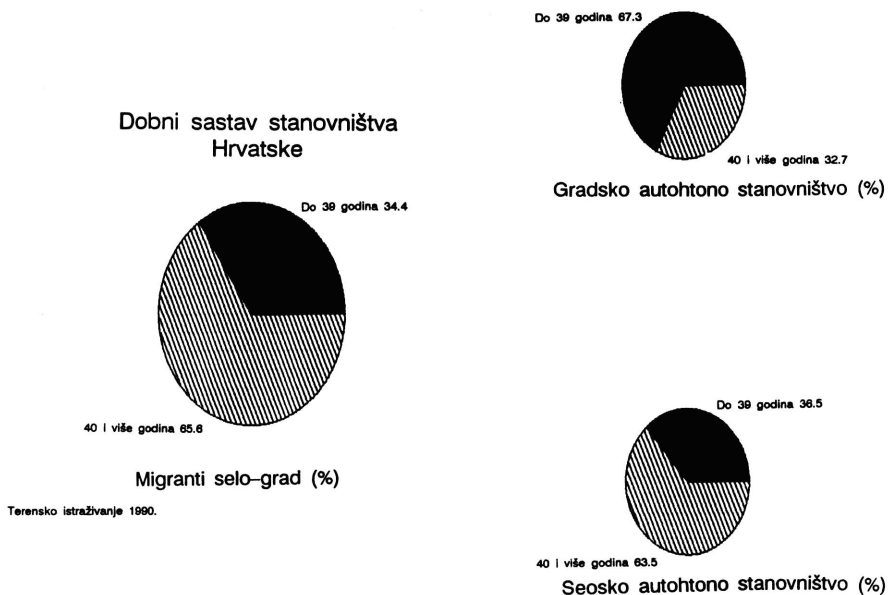 Dobni sastav stanovništva
Hrvatske
Do 39 godina 34.4
40 i više godina 65.6
Migranti selo–grad (%)
Terensko istraživanje 1990.
Do 39 godina 67.3
40 i više godina 32.7
Gradsko autohtono stanovništvo (%)
Do 39 godina 36.5
40 i više godina 63.5
Seosko autohtono stanovništvo (%)